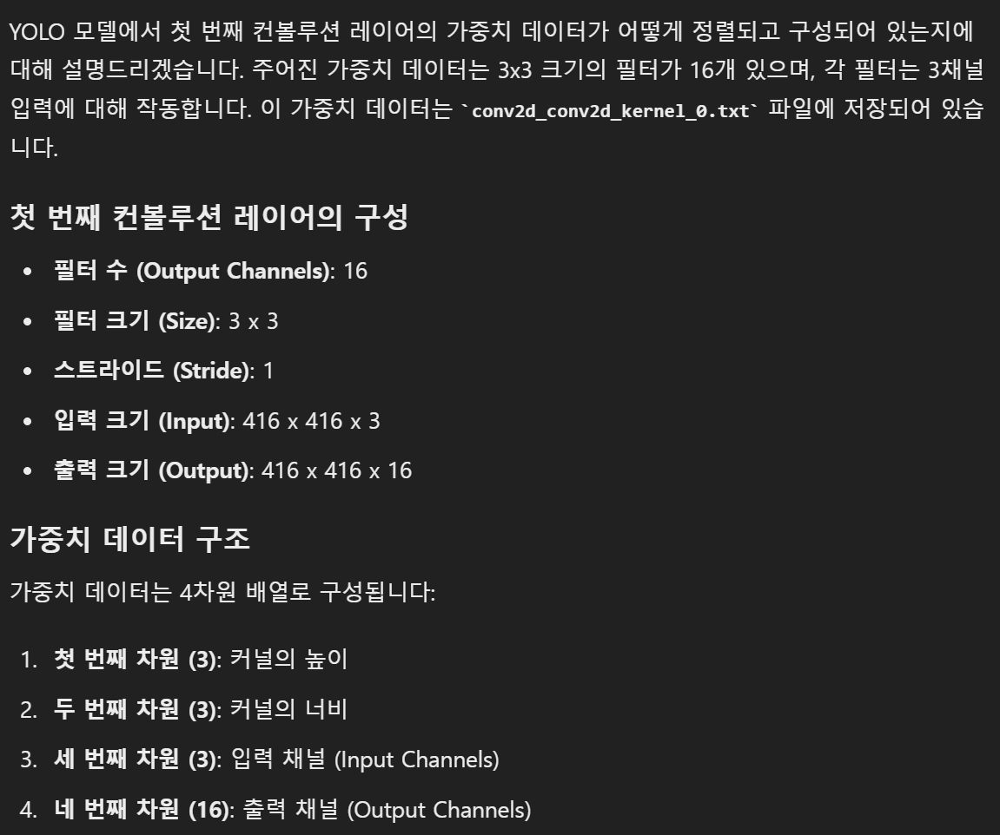 YOLO 모델에서 첫 번째 컨볼루션 레이어의 가중치 데이터가 어떻게 정렬되고 구성되어 있는지에
대해 설명드리겠습니다. 주어진 가중치 데이터는 3x3 크기의 필터가 16개 있으며, 각 필터는 3채널
입력에 대해 작동합니다. 이 가중치 데이터는 `conv2d_conv2d_kernel_0.txt` 파일에 저장되어 있습
니다.
첫 번째 컨볼루션 레이어의 구성
• 필터 수 (Output Channels): 16
• 필터 크기 (Size): 3 x 3
• 스트라이드 (Stride): 1
• 입력 크기 (Input): 416 x 416 x 3
• 출력 크기 (Output): 416 x 416 x 16
가중치 데이터 구조
가중치 데이터는 4차원 배열로 구성됩니다:
1. 첫 번째 차원 (3): 커널의 높이
2. 두 번째 차원 (3): 커널의 너비
3. 세 번째 차원 (3): 입력 채널 (Input Channels)
4. 네 번째 차원 (16): 출력 채널 (Output Channels)